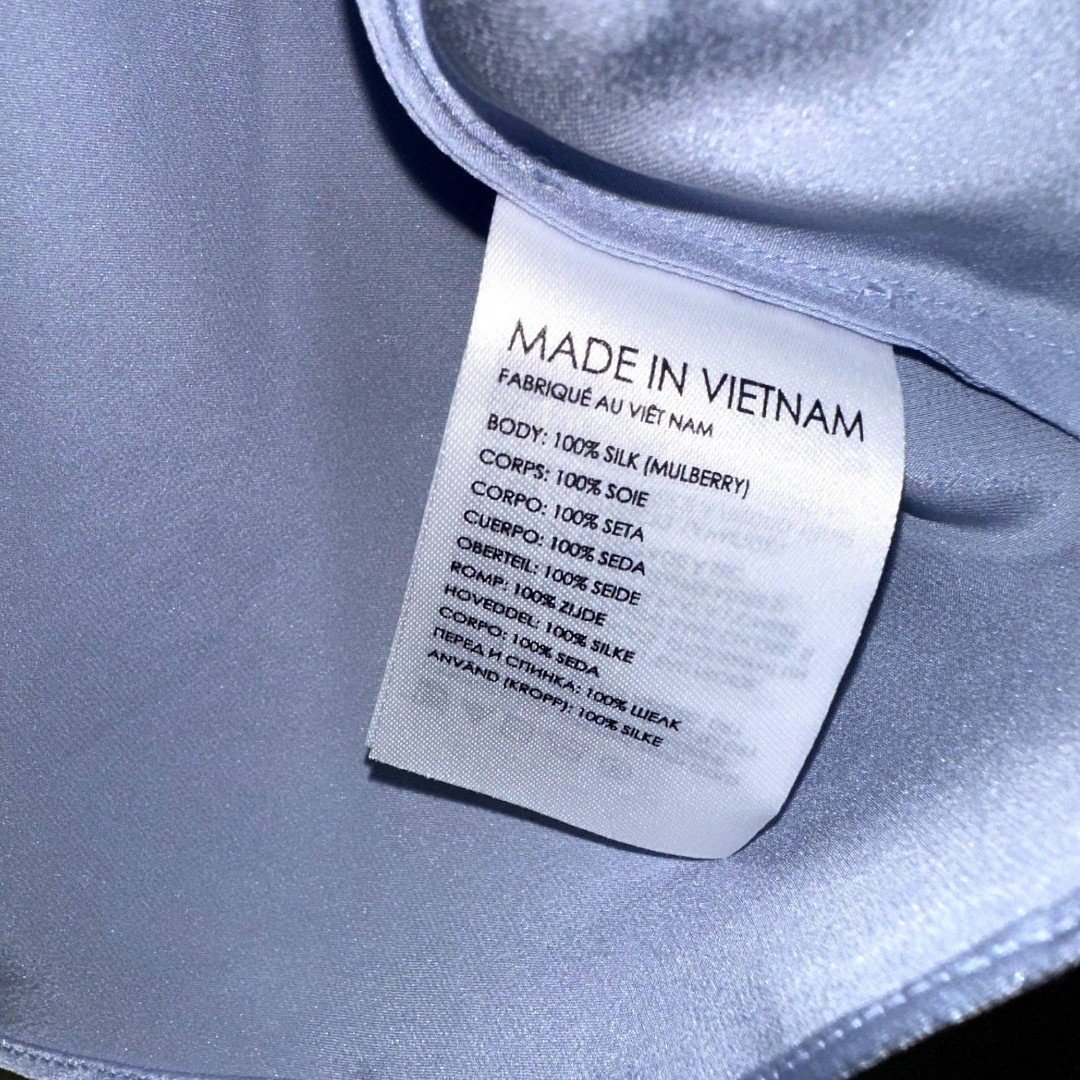 MADE IN VIETNAM
FABRIQUÉ AU VIÊT NAM
BODY: 100% SILK (MULBERRY)
CORPS: 100% SOIE
CORPO: 100% SETA
CUERPO: 100% SEDA
OBERTEIL: 100% SEIDE
ROMP: 100% ZIJDE
HOVEDDEL: 100% SILKE
CORPO: 100% SEDA
ПЕРЕД И СПИНКА: 100% ШЕЛК
ANVÄND (KROPP): 100% SILKE